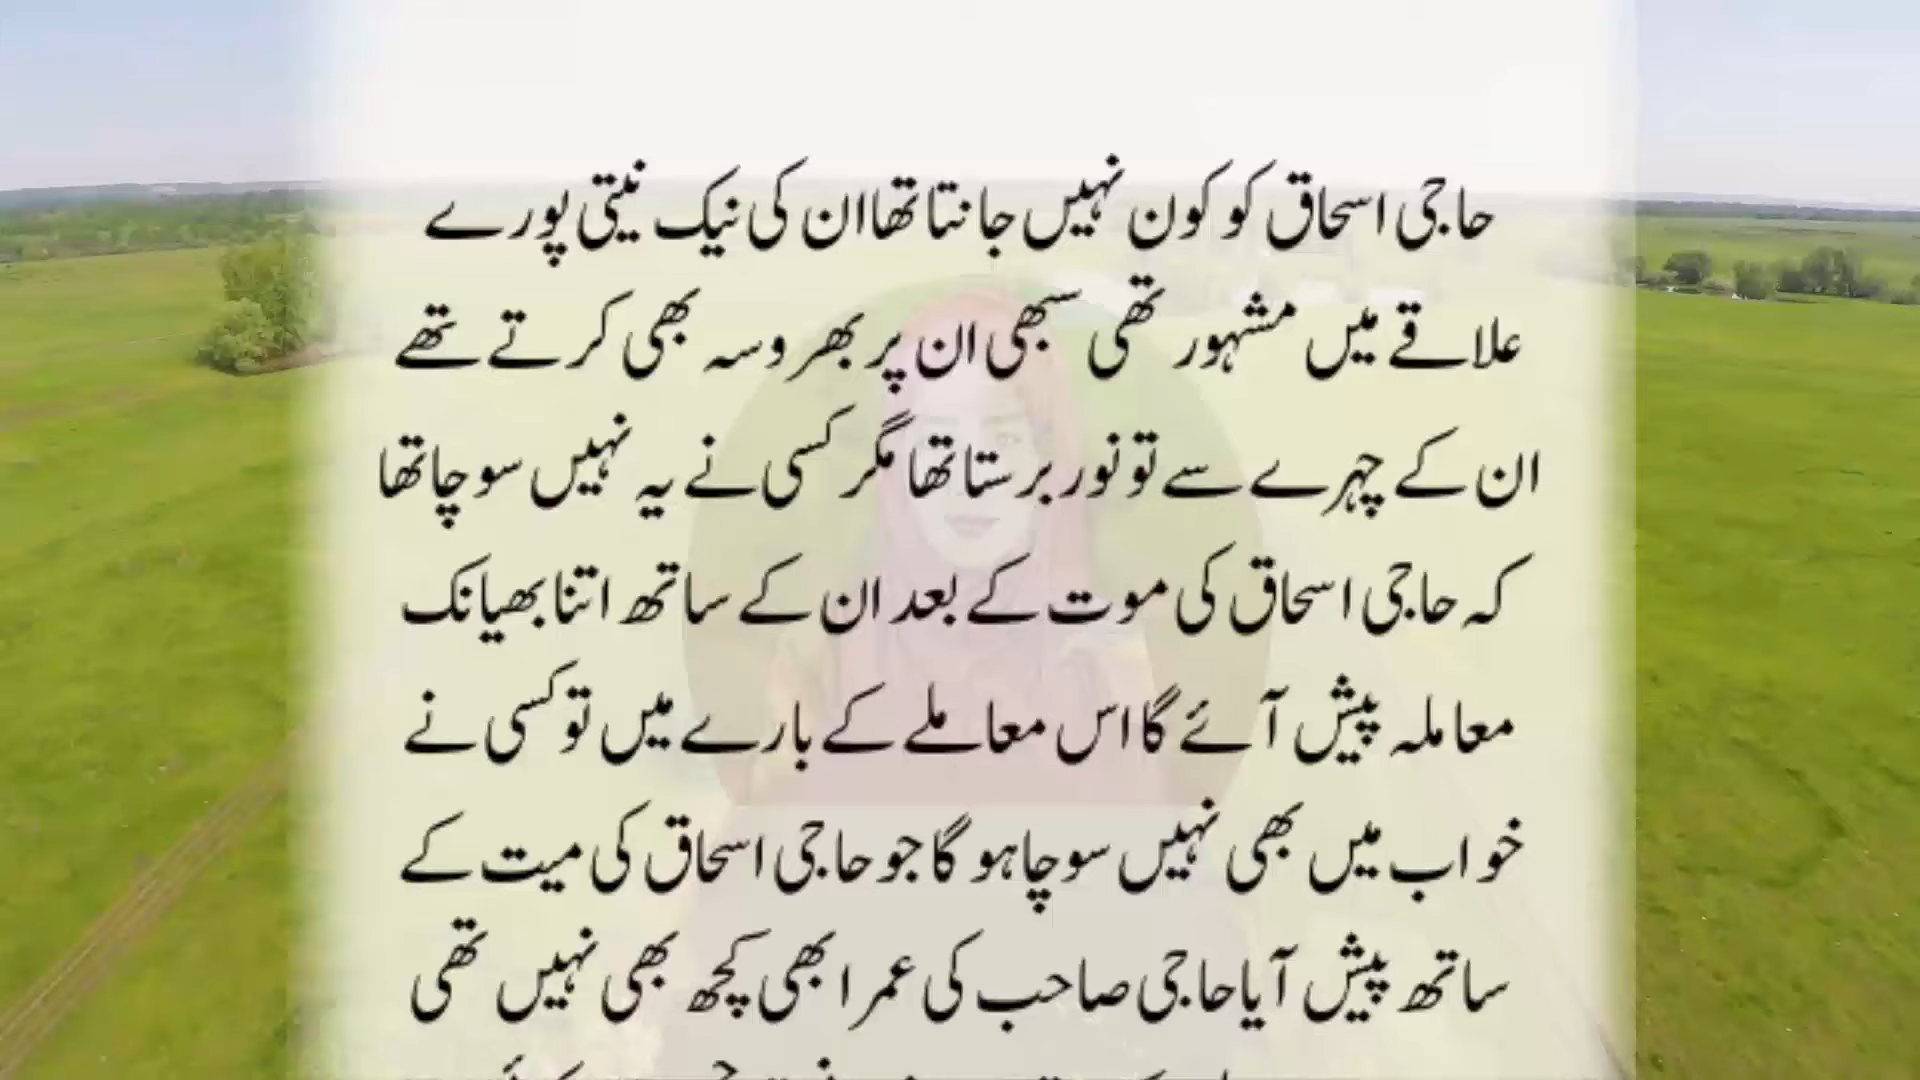 حاجی اسحاق کو کون نہیں جانتا تھا ان کی نیک نیتی پورے
علاقے میں مشہور تھی سبھی ان پر بھروسہ بھی کرتے تھے
ان کے چہرے سے تو نور برستا تھا مگر کسی نے یہ نہیں سوچا تھا
کہ حاجی اسحاق کی موت کے بعد ان کے ساتھ اتنا بھیانک
معاملہ پیش آئے گا اس معاملے کے بارے میں تو کسی نے
خواب میں بھی نہیں سوچا ہو گا جو حاجی اسحاق کی میت کے
ساتھ پیش آیا حاجی صاحب کی عمر ابھی کچھ بھی نہیں تھی